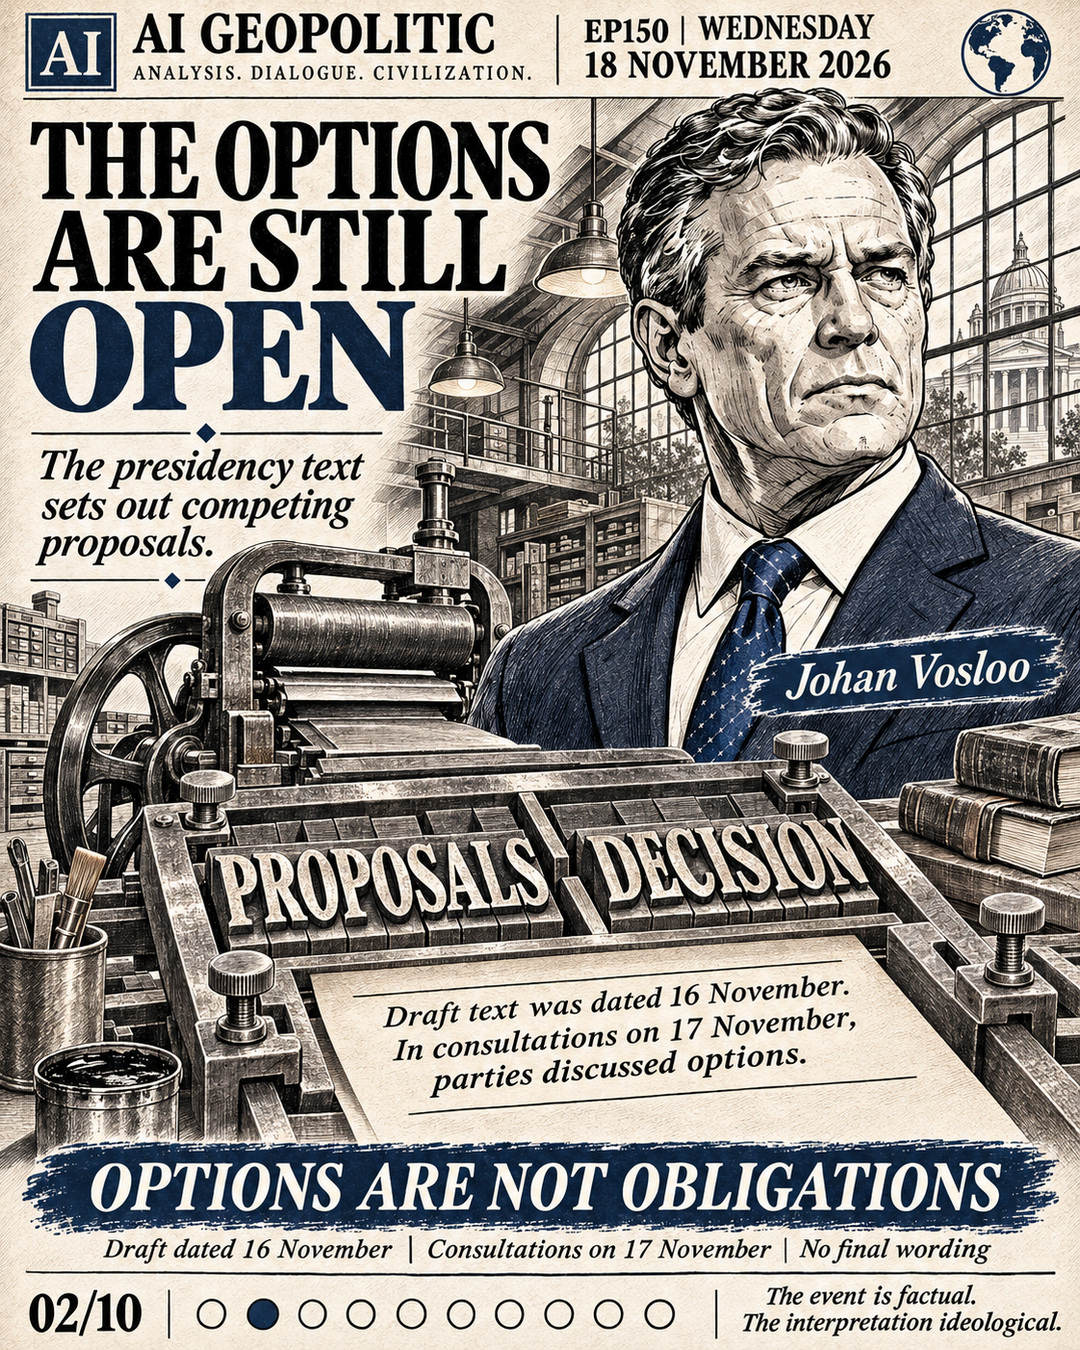 AI
AI GEOPOLITIC
ANALYSIS. DIALOGUE. CIVILIZATION.
EP150 | WEDNESDAY
18 NOVEMBER 2026
THE OPTIONS
ARE STILL
OPEN
The presidency text
sets out competing
proposals.
Johan Vosloo
PROPOSALS DECISION
Draft text was dated 16 November.
In consultations on 17 November,
parties discussed options.
OPTIONS ARE NOT OBLIGATIONS
Draft dated 16 November | Consultations on 17 November | No final wording
02/10
The event is factual.
The interpretation ideological.